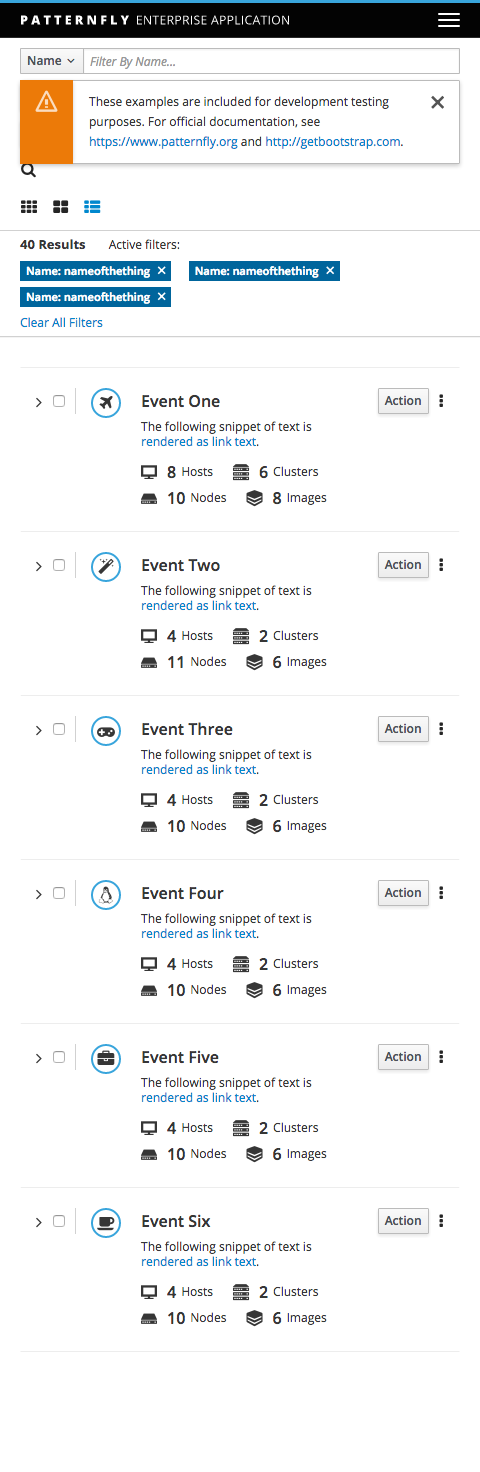 PATTERNFLY ENTERPRISE APPLICATION
Name
Filter By Name...
These examples are included for development testing
purposes. For official documentation, see
https://www.patternfly.org and http://getbootstrap.com.
40 Results Active filters:
Name: nameofthething Name: nameofthething
Name: nameofthething
Clear All Filters
Event One
Action
The following snippet of text is
rendered as link text.
8 Hosts 6 Clusters
10 Nodes 8 Images
Event Two
Action
The following snippet of text is
rendered as link text.
4 Hosts 2 Clusters
11 Nodes 6 Images
Event Three
Action
The following snippet of text is
rendered as link text.
4 Hosts 2 Clusters
10 Nodes 6 Images
Event Four
Action
The following snippet of text is
rendered as link text.
4 Hosts 2 Clusters
10 Nodes 6 Images
Event Five
Action
The following snippet of text is
rendered as link text.
4 Hosts 2 Clusters
10 Nodes 6 Images
Event Six
Action
The following snippet of text is
rendered as link text.
4 Hosts 2 Clusters
10 Nodes 6 Images